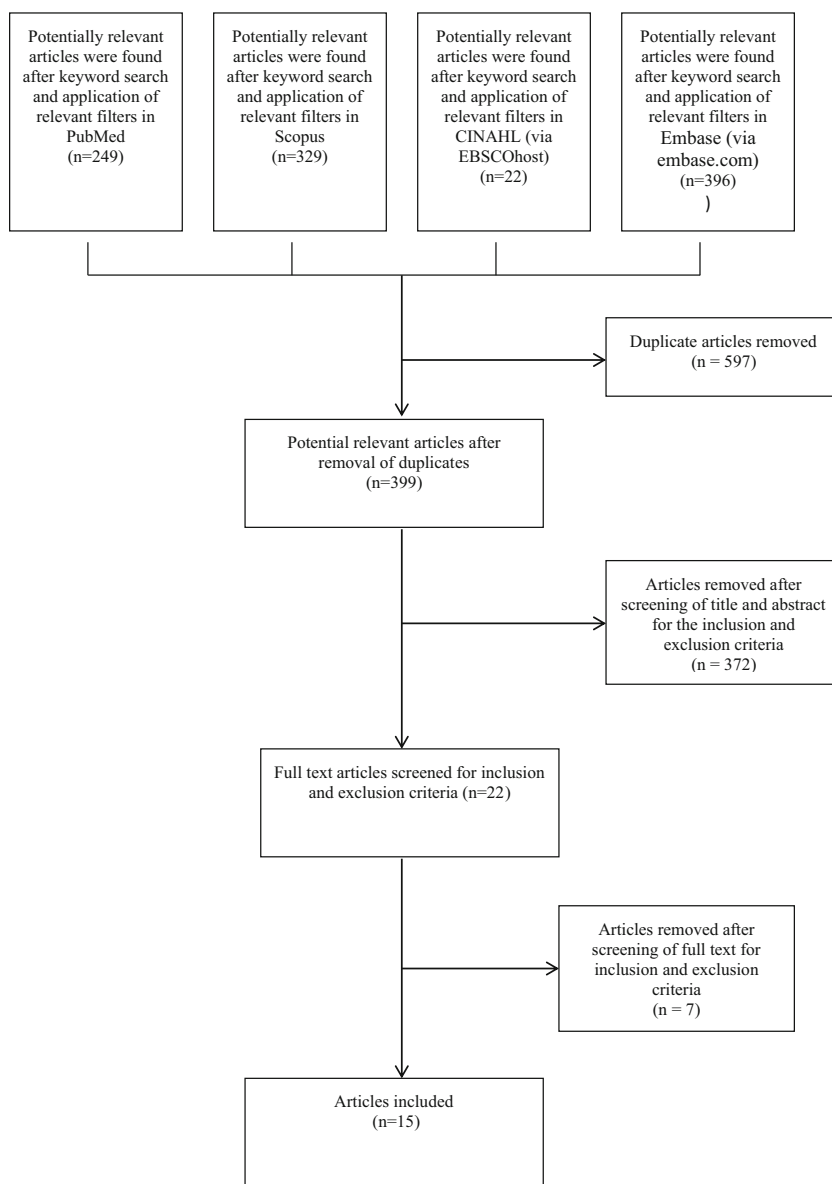 Potentially relevant
articles were found
after keyword search
and application of
relevant filters in
PubMed
(n=249)
Potentially relevant
articles were found
after keyword search
and application of
relevant filters in
Scopus
(n=329)
Potentially relevant
articles were found
after keyword search
and application of
relevant filters in
CINAHL (via
EBSCOhost)
(n=22)
Potentially relevant
articles were found
after keyword search
and application of
relevant filters in
Embase (via
embase.com)
(n=396)
)
Duplicate articles removed
(n = 597)
Potential relevant articles after
removal of duplicates
(n=399)
Articles removed after
screening of title and abstract
for the inclusion and
exclusion criteria
(n = 372)
Full text articles screened for inclusion
and exclusion criteria (n=22)
Articles removed after
screening of full text for
inclusion and exclusion
criteria
(n = 7)
Articles included
(n=15)